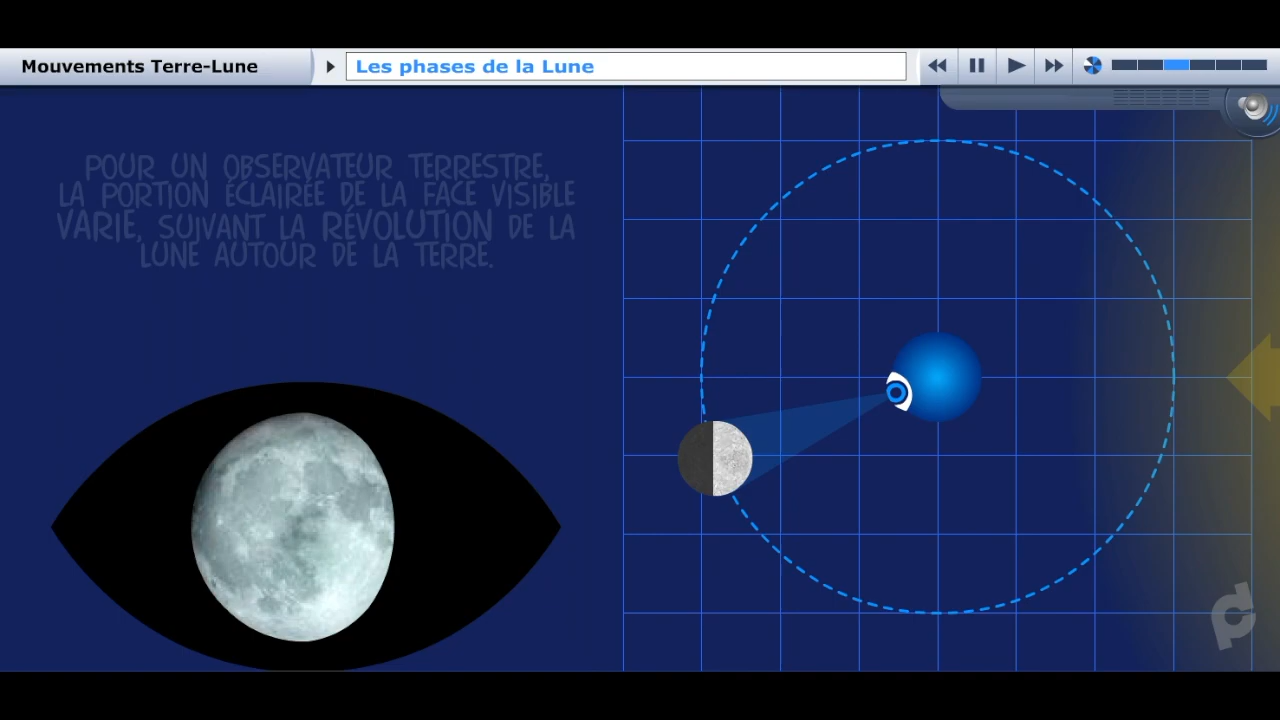 Mouvements Terre-Lune
Les phases de la Lune
POUR UN OBSERVATEUR TERRESTRE,
LA PORTION ÉCLAIRÉE DE LA FACE VISIBLE
VARIE, SUIVANT LA RÉVOLUTION DE LA
LUNE AUTOUR DE LA TERRE.